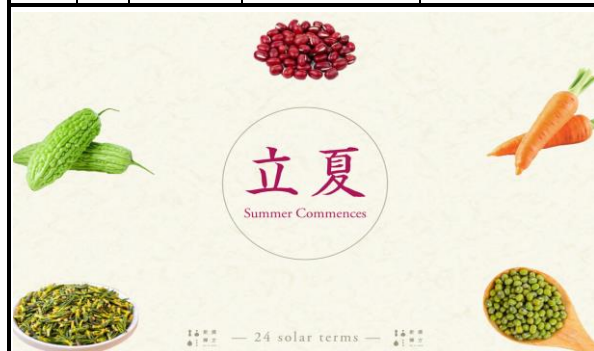 立夏
Summer Commences
— 24 solar terms —